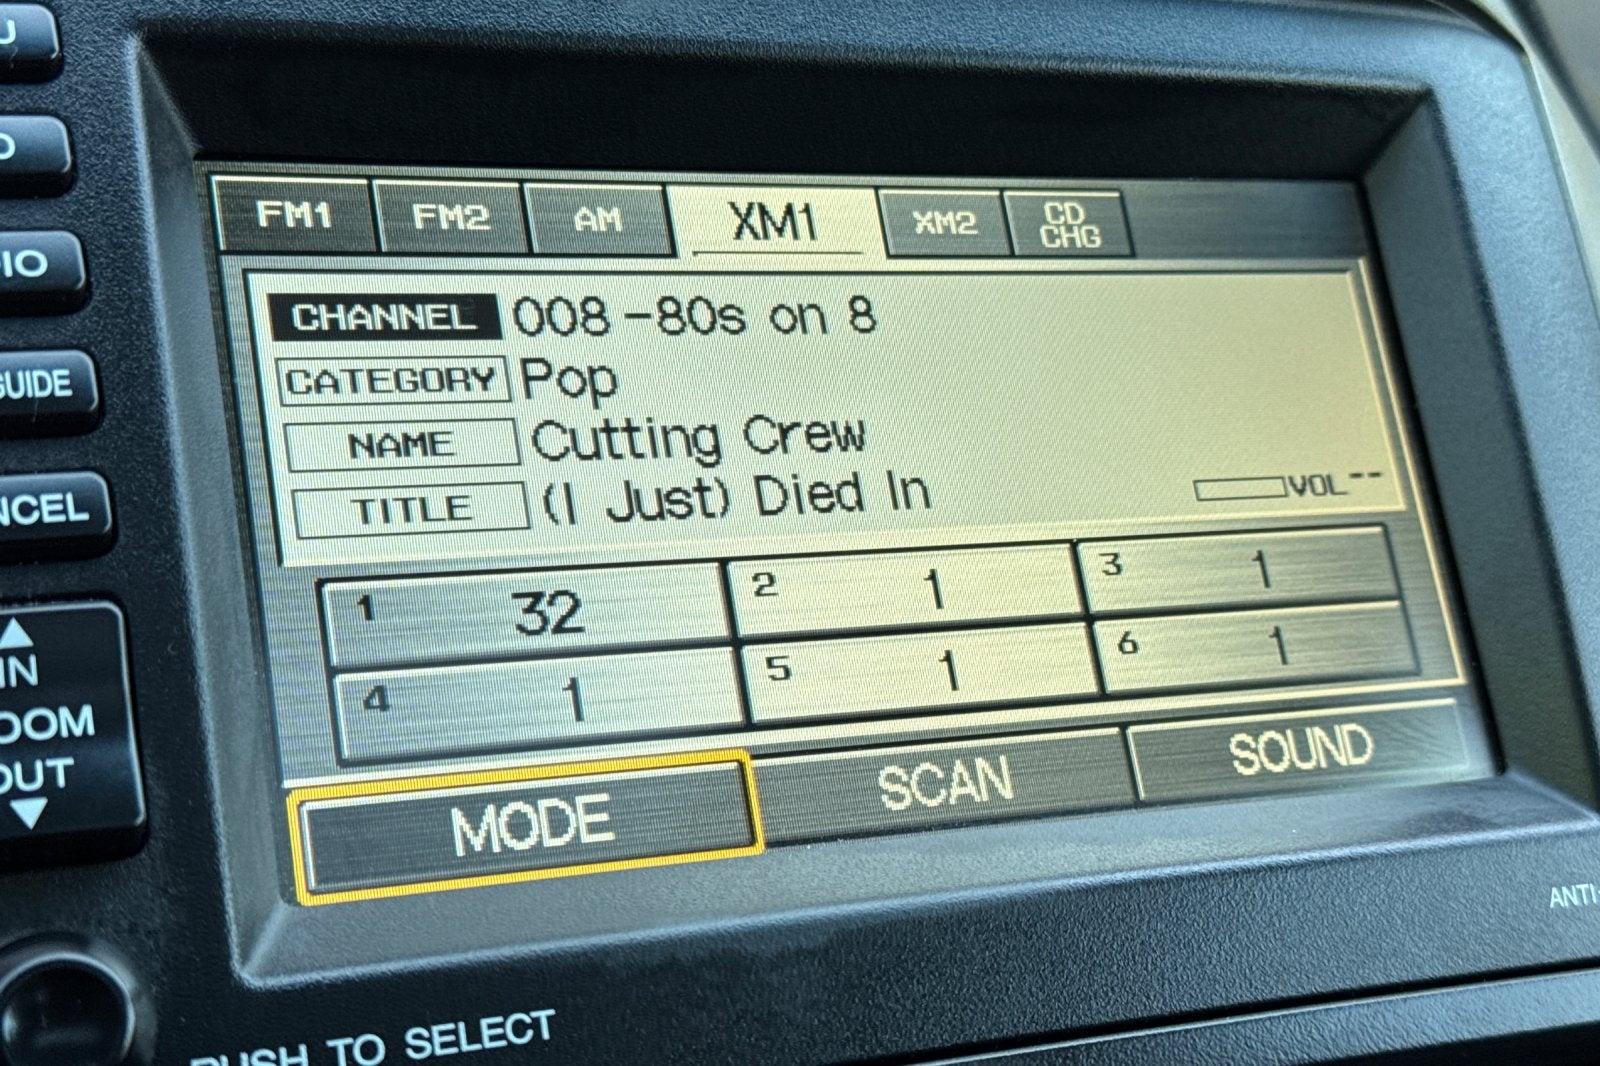 FM1 FM2 AM XM1 XM2 CD CHG
CHANNEL 008-80s on 8
CATEGORY Pop
NAME Cutting Crew
TITLE (I Just) Died In
VOL--
1 32 2 1 3 1
4 1 5 1 6 1
MODE SCAN SOUND
U
O
IO
GUIDE
NCEL
IN
OOM
OUT
PUSH TO SELECT
ANTI-